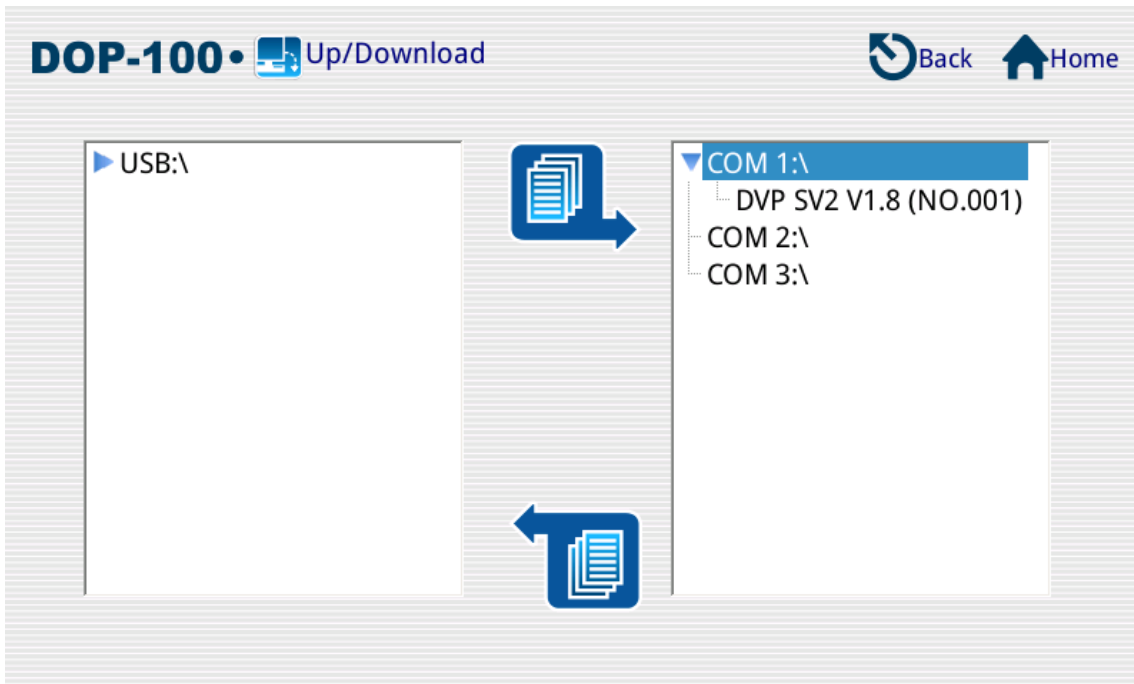 DOP-100 • Up/Download
Back
Home
USB:\
COM 1:\
DVP SV2 V1.8 (NO.001)
COM 2:\
COM 3:\